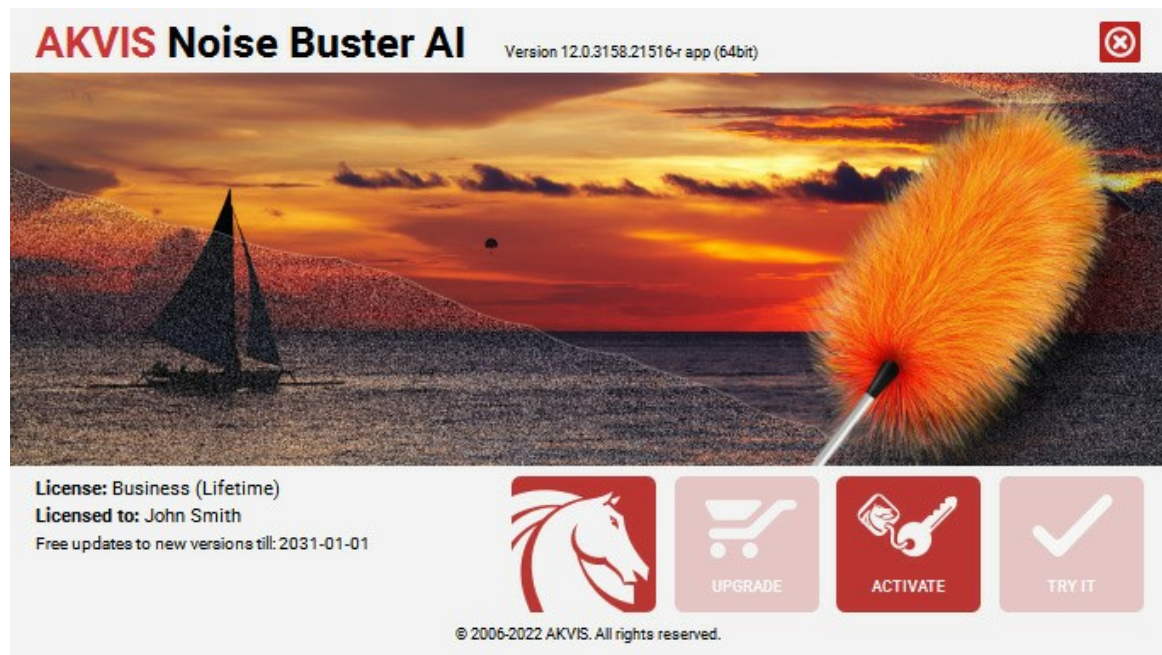 AKVIS Noise Buster AI Version 12.0.3158.21516-r app (64bit)
License: Business (Lifetime)
Licensed to: John Smith
Free updates to new versions till: 2031-01-01
UPGRADE ACTIVATE TRY IT
© 2006-2022 AKVIS. All rights reserved.